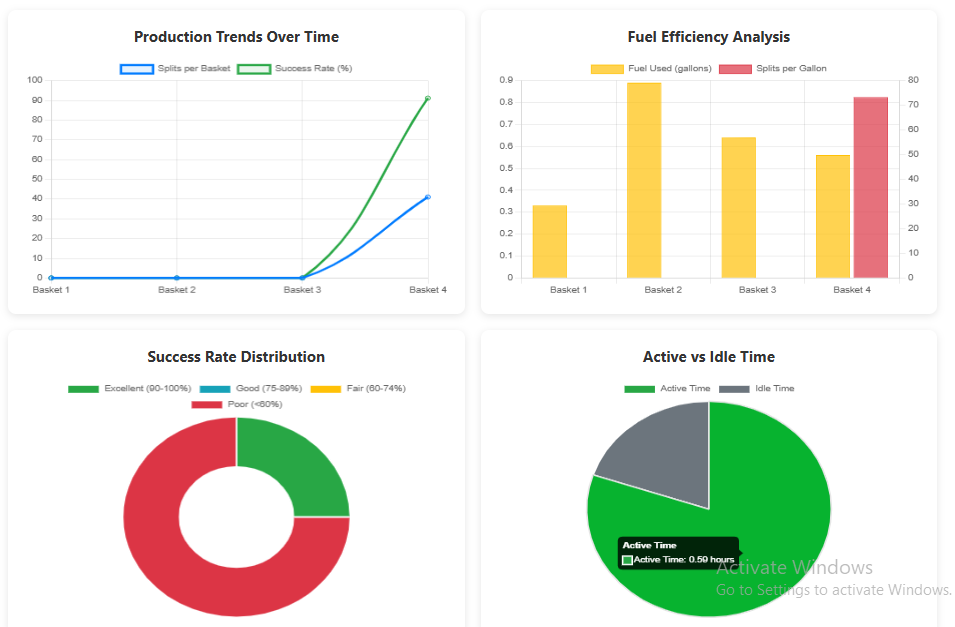 Production Trends Over Time
Splits per Basket Success Rate (%)
100
90
80
70
60
50
40
30
20
10
0
Basket 1 Basket 2 Basket 3 Basket 4
Fuel Efficiency Analysis
Fuel Used (gallons) Splits per Gallon
0.9 80
0.8 70
0.7 60
0.6 50
0.5 40
0.4 30
0.3 20
0.2 10
0.1 0
0
Basket 1 Basket 2 Basket 3 Basket 4
Success Rate Distribution
Excellent (90-100%) Good (75-89%) Fair (60-74%)
Poor (<60%)
Active vs Idle Time
Active Time Idle Time
Active Time
Active Time: 0.59 hours
Activate Windows
Go to Settings to activate Windows.